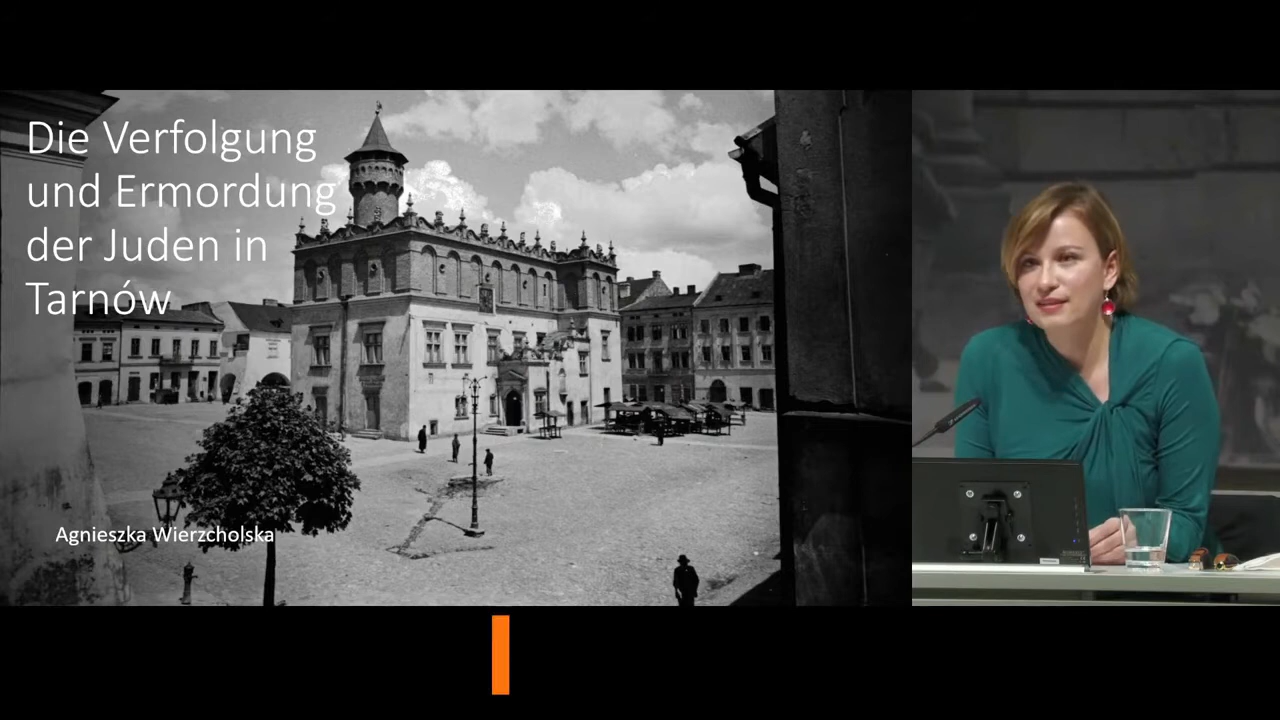 Die Verfolgung
und Ermordung
der Juden in
Tarnów
Agnieszka Wierzcholska